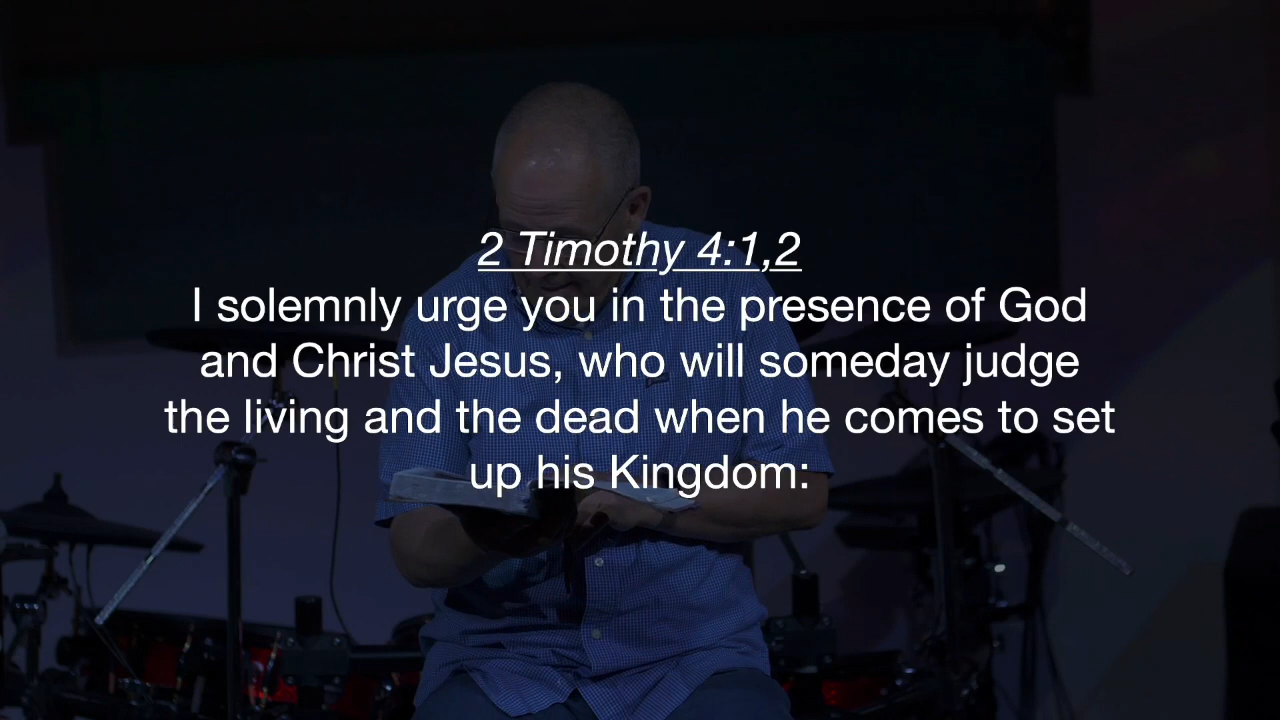 2 Timothy 4:1,2
I solemnly urge you in the presence of God
and Christ Jesus, who will someday judge
the living and the dead when he comes to set
up his Kingdom: